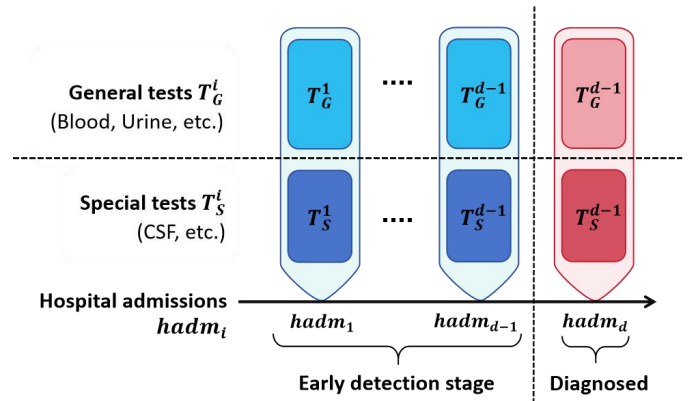 General tests $T_G^i$
(Blood, Urine, etc.)
$T_G^1$ .... $T_G^{d-1}$ $T_G^{d-1}$
Special tests $T_S^i$
(CSF, etc.)
$T_S^1$ .... $T_S^{d-1}$ $T_S^{d-1}$
Hospital admissions
$hadm_i$
$hadm_1$ $hadm_{d-1}$ $hadm_d$
Early detection stage Diagnosed